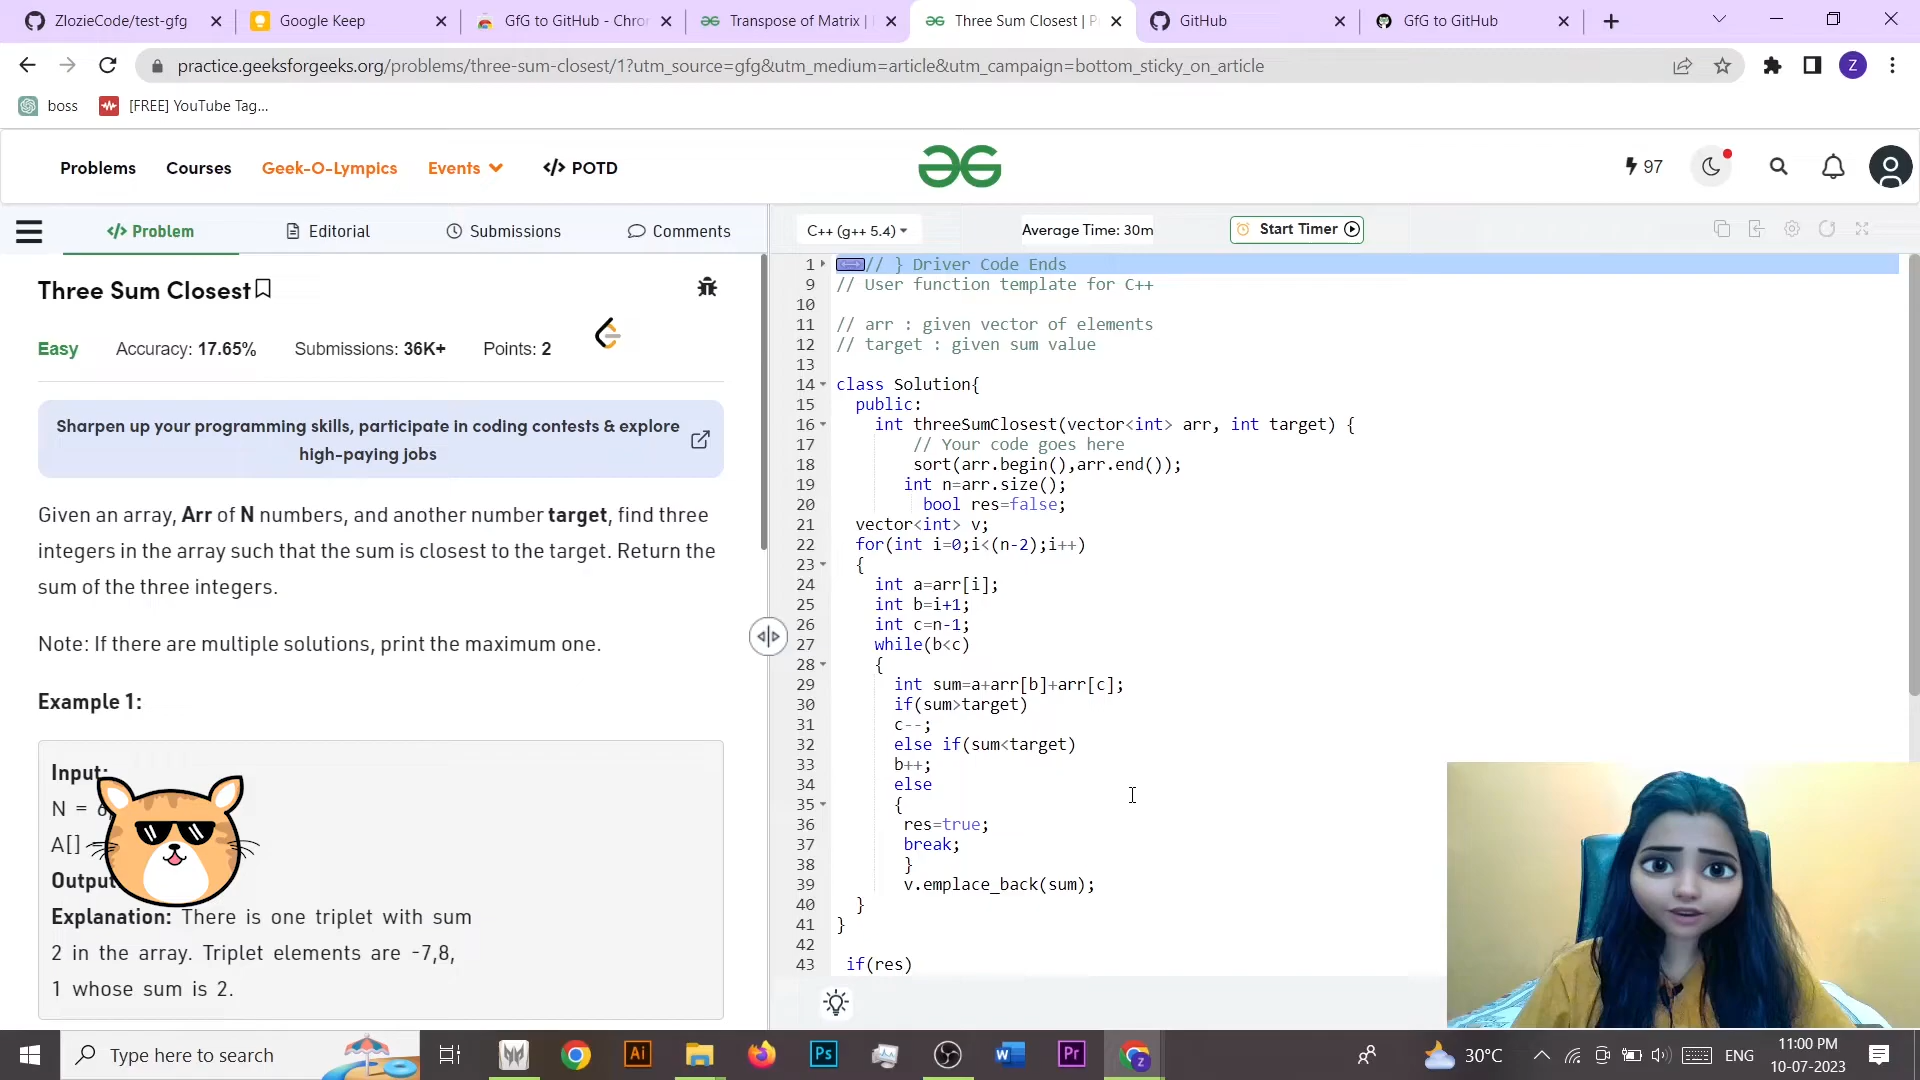 ZlozieCode/test-gfg
Google Keep
GfG to GitHub - Chror
Transpose of Matrix |
Three Sum Closest | P
GitHub
GfG to GitHub
practice.geeksforgeeks.org/problems/three-sum-closest/1?utm_source=gfg&utm_medium=article&utm_campaign=bottom_sticky_on_article
Z
boss
[FREE] YouTube Tag...
Problems
Courses
Geek-O-Lympics
Events
</> POTD
97
</> Problem
Editorial
Submissions
Comments
C++ (g++ 5.4)
Average Time: 30m
Start Timer
Three Sum Closest
Easy
Accuracy: 17.65%
Submissions: 36K+
Points: 2
Sharpen up your programming skills, participate in coding contests & explore
high-paying jobs
Given an array, Arr of N numbers, and another number target, find three
integers in the array such that the sum is closest to the target. Return the
sum of the three integers.
Note: If there are multiple solutions, print the maximum one.
Example 1:
Input:
N = 6,
A[]
Output
Explanation: There is one triplet with sum
2 in the array. Triplet elements are -7,8,
1 whose sum is 2.
1 // } Driver Code Ends
9 // User function template for C++
10
11 // arr : given vector of elements
12 // target : given sum value
13
14 class Solution{
15 public:
16 int threeSumClosest(vector<int> arr, int target) {
17 // Your code goes here
18 sort(arr.begin(),arr.end());
19 int n=arr.size();
20 bool res=false;
21 vector<int> v;
22 for(int i=0;i<(n-2);i++)
23 {
24 int a=arr[i];
25 int b=i+1;
26 int c=n-1;
27 while(b<c)
28 {
29 int sum=a+arr[b]+arr[c];
30 if(sum>target)
31 c--;
32 else if(sum<target)
33 b++;
34 else
35 {
36 res=true;
37 break;
38 }
39 v.emplace_back(sum);
40 }
41 }
42
43 if(res)
Type here to search
Ai
Ps
Pr
30°C
ENG
11:00 PM
10-07-2023